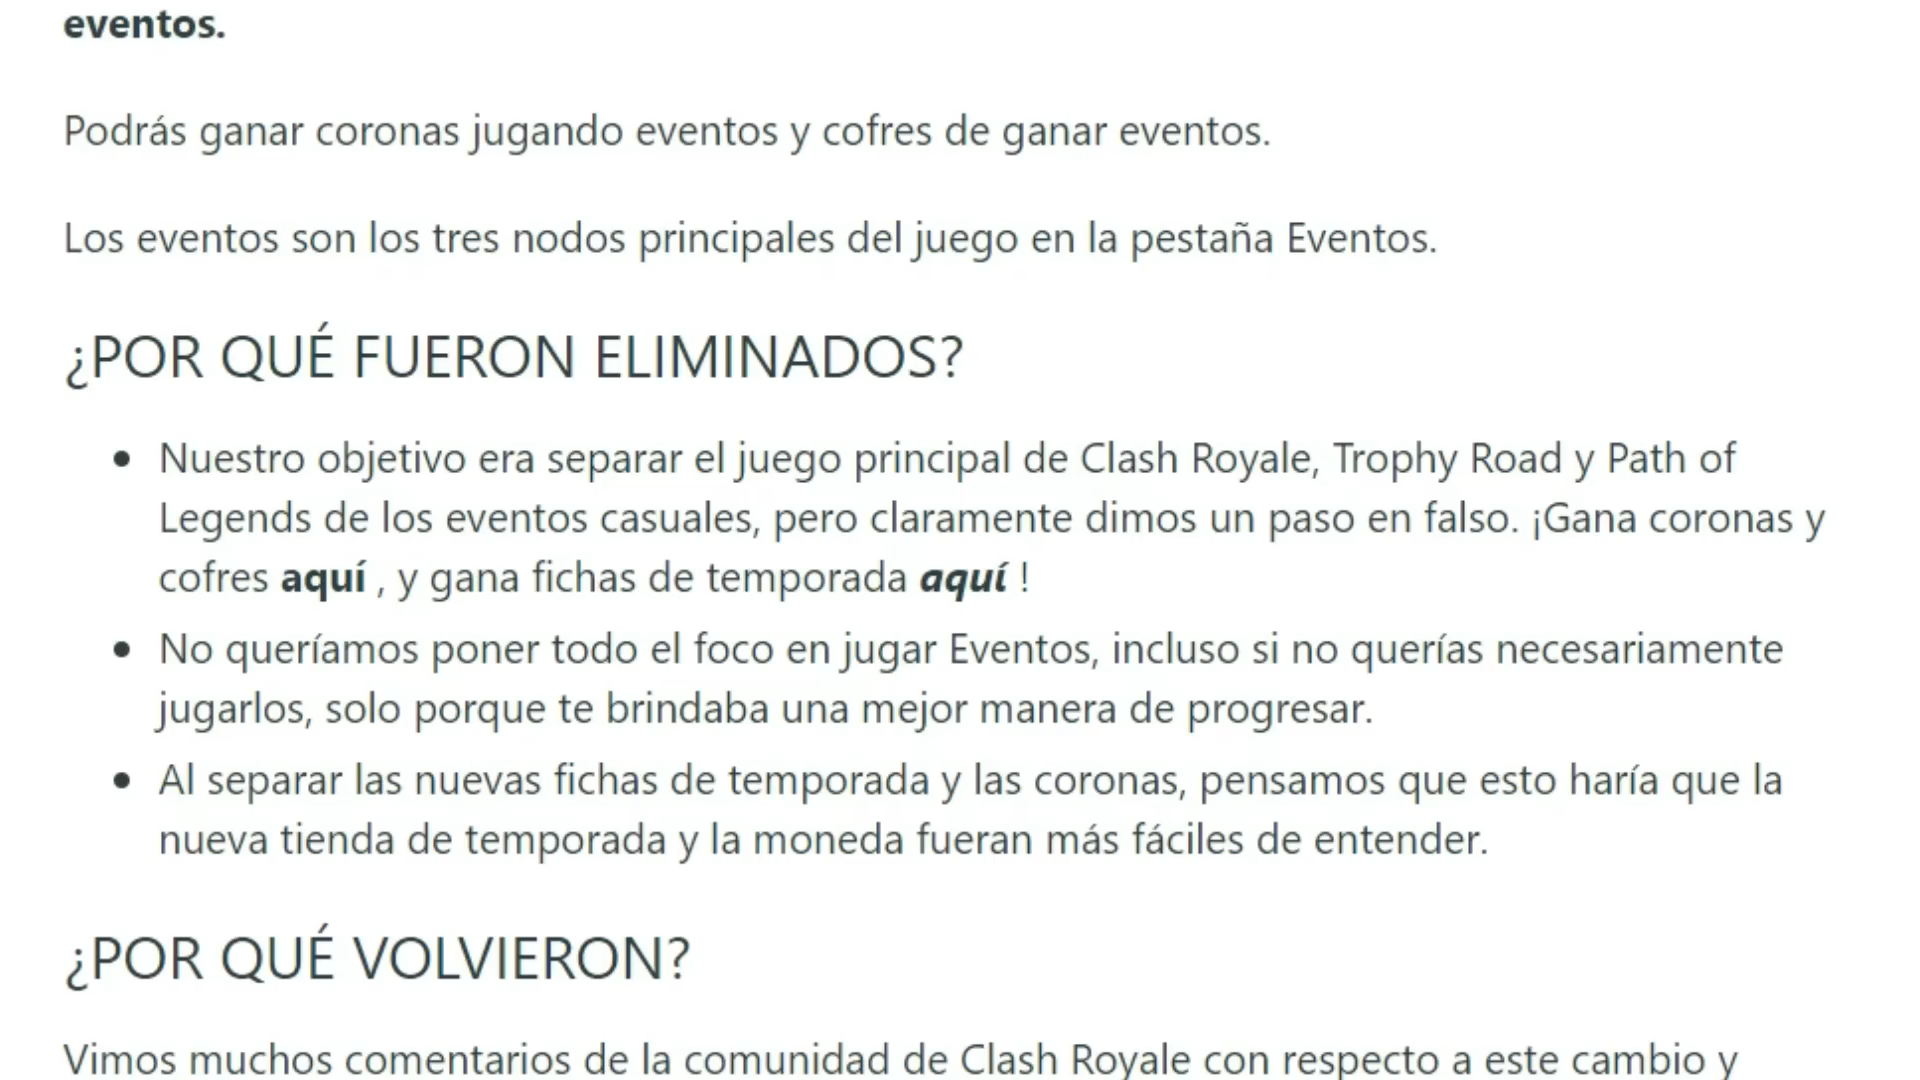 eventos.
Podrás ganar coronas jugando eventos y cofres de ganar eventos.
Los eventos son los tres nodos principales del juego en la pestaña Eventos.
¿POR QUÉ FUERON ELIMINADOS?
• Nuestro objetivo era separar el juego principal de Clash Royale, Trophy Road y Path of
Legends de los eventos casuales, pero claramente dimos un paso en falso. ¡Gana coronas y
cofres aquí , y gana fichas de temporada aquí !
• No queríamos poner todo el foco en jugar Eventos, incluso si no querías necesariamente
jugarlos, solo porque te brindaba una mejor manera de progresar.
• Al separar las nuevas fichas de temporada y las coronas, pensamos que esto haría que la
nueva tienda de temporada y la moneda fueran más fáciles de entender.
¿POR QUÉ VOLVIERON?
Vimos muchos comentarios de la comunidad de Clash Royale con respecto a este cambio y